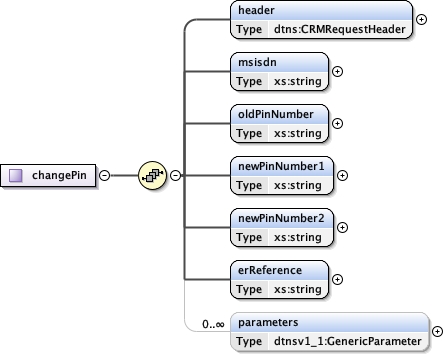 header
Type dtns:CRMRequestHeader
msisdn
Type xs:string
oldPinNumber
Type xs:string
changePin
newPinNumber1
Type xs:string
newPinNumber2
Type xs:string
erReference
Type xs:string
0..∞
parameters
Type dtnsv1_1:GenericParameter